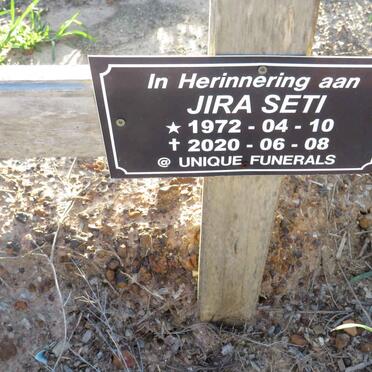 In Herinnering aan
JIRA SETI
★ 1972 - 04 - 10
✝ 2020 - 06 - 08
@ UNIQUE FUNERALS